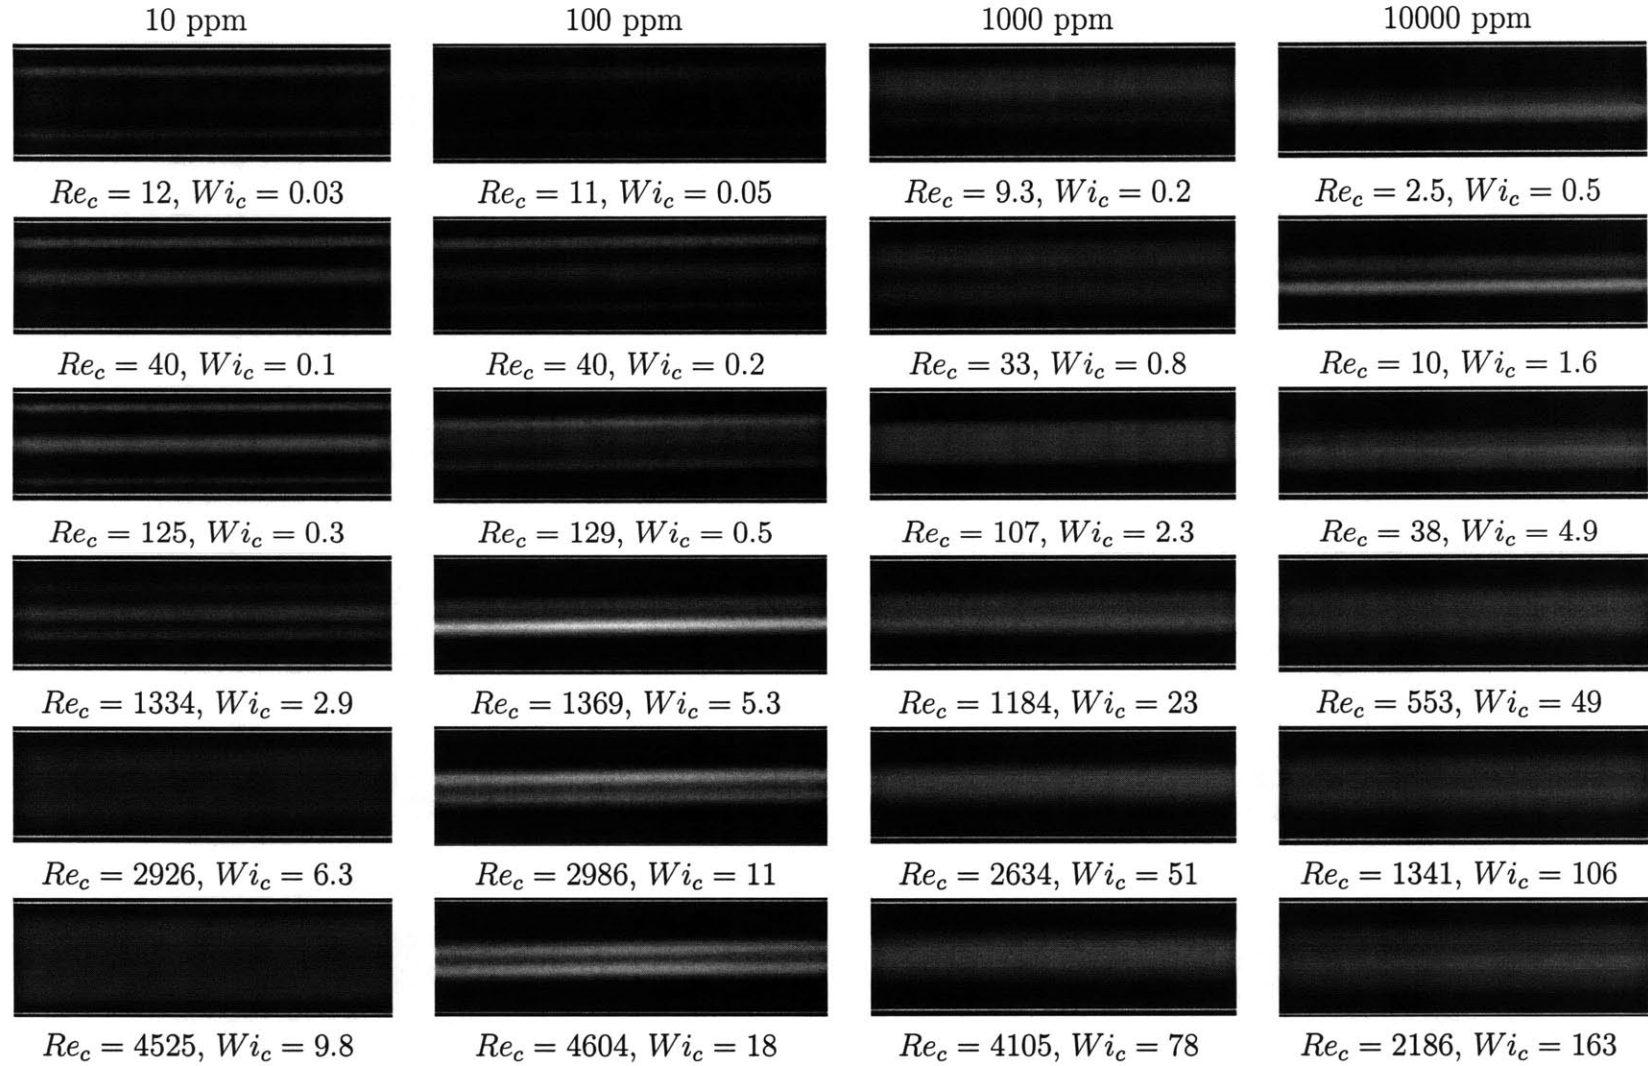 10 ppm 100 ppm 1000 ppm 10000 ppm
Re_c = 12, Wi_c = 0.03 Re_c = 11, Wi_c = 0.05 Re_c = 9.3, Wi_c = 0.2 Re_c = 2.5, Wi_c = 0.5
Re_c = 40, Wi_c = 0.1 Re_c = 40, Wi_c = 0.2 Re_c = 33, Wi_c = 0.8 Re_c = 10, Wi_c = 1.6
Re_c = 125, Wi_c = 0.3 Re_c = 129, Wi_c = 0.5 Re_c = 107, Wi_c = 2.3 Re_c = 38, Wi_c = 4.9
Re_c = 1334, Wi_c = 2.9 Re_c = 1369, Wi_c = 5.3 Re_c = 1184, Wi_c = 23 Re_c = 553, Wi_c = 49
Re_c = 2926, Wi_c = 6.3 Re_c = 2986, Wi_c = 11 Re_c = 2634, Wi_c = 51 Re_c = 1341, Wi_c = 106
Re_c = 4525, Wi_c = 9.8 Re_c = 4604, Wi_c = 18 Re_c = 4105, Wi_c = 78 Re_c = 2186, Wi_c = 163